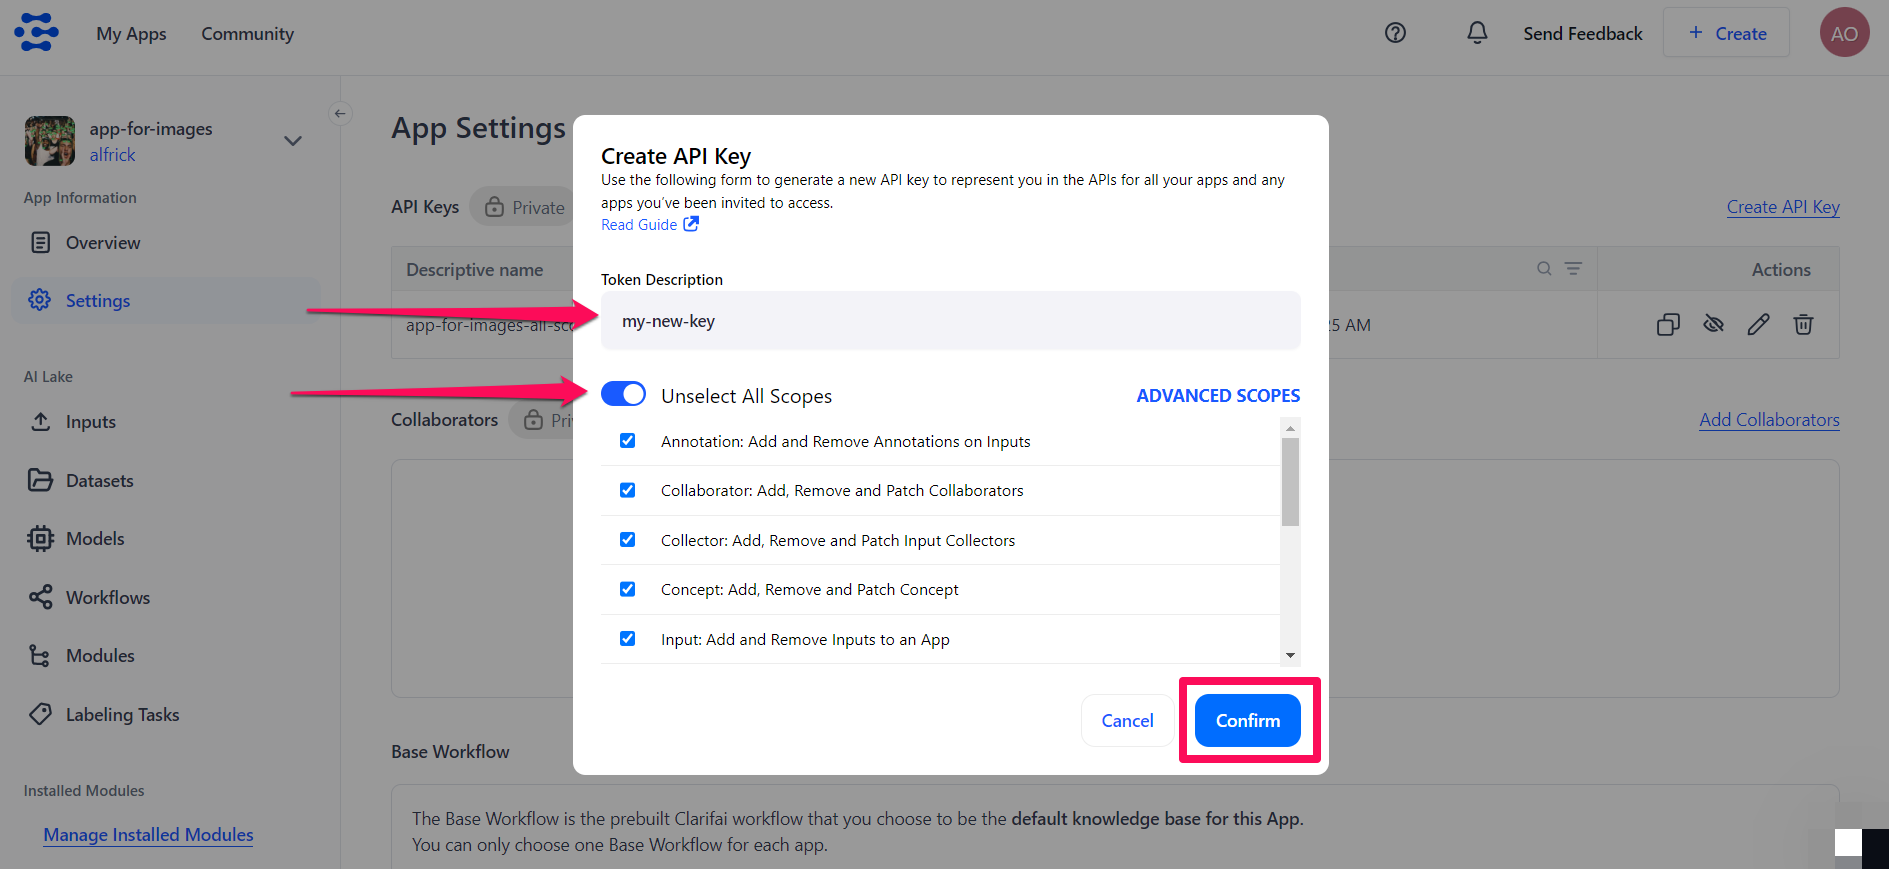 My Apps
Community
Send Feedback
+ Create
AO
app-for-images
alfrick
App Information
Overview
Settings
AI Lake
Inputs
Datasets
Models
Workflows
Modules
Labeling Tasks
Installed Modules
Manage Installed Modules
App Settings
API Keys
Private
Create API Key
Descriptive name
Actions
app-for-images-all-sco
25 AM
Collaborators
Pri
Add Collaborators
Create API Key
Use the following form to generate a new API key to represent you in the APIs for all your apps and any
apps you've been invited to access.
Read Guide
Token Description
my-new-key
Unselect All Scopes
ADVANCED SCOPES
Annotation: Add and Remove Annotations on Inputs
Collaborator: Add, Remove and Patch Collaborators
Collector: Add, Remove and Patch Input Collectors
Concept: Add, Remove and Patch Concept
Input: Add and Remove Inputs to an App
Cancel
Confirm
Base Workflow
The Base Workflow is the prebuilt Clarifai workflow that you choose to be the default knowledge base for this App.
You can only choose one Base Workflow for each app.